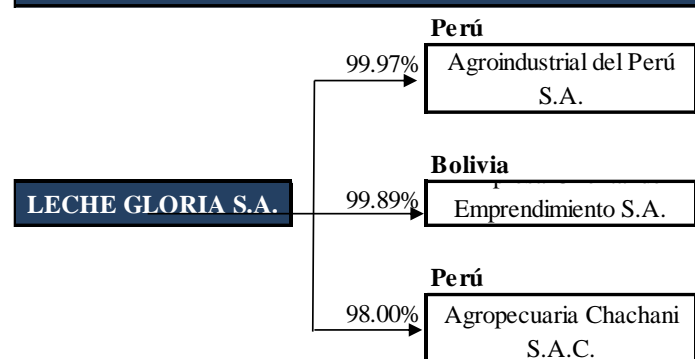 Perú
99.97%
Agroindustrial del Perú
S.A.
Bolivia
LECHE GLORIA S.A.
99.89%
Emprendimiento S.A.
Perú
98.00%
Agropecuaria Chachani
S.A.C.